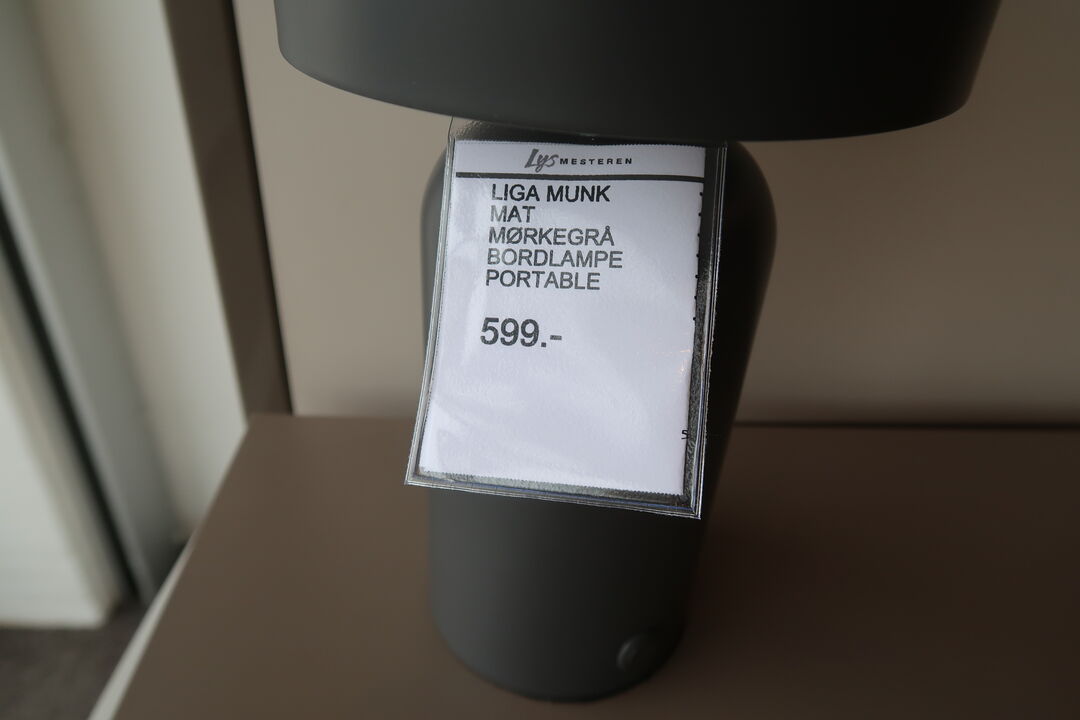 Lys MESTEREN
LIGA MUNK
MAT
MØRKEGRÅ
BORDLAMPE
PORTABLE
599.-